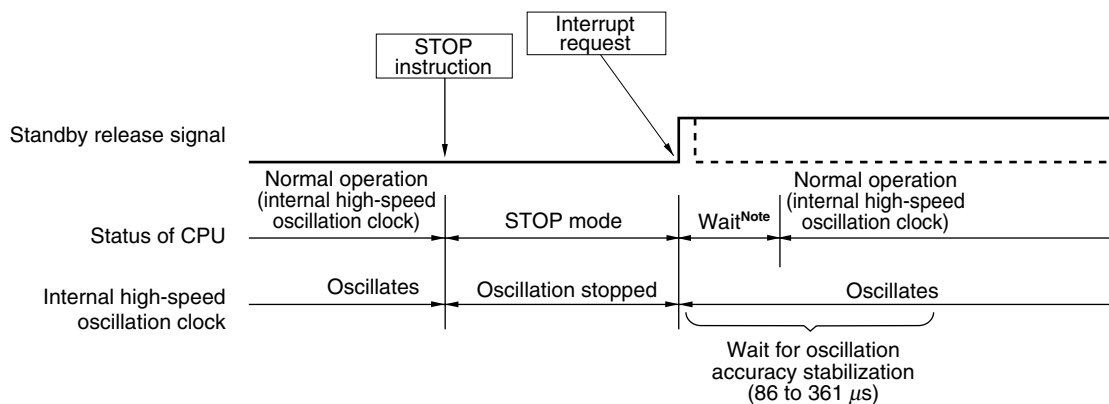 STOP
instruction
Interrupt
request
Standby release signal
Normal operation
(internal high-speed
oscillation clock)
Normal operation
(internal high-speed
oscillation clock)
Status of CPU
STOP mode
WaitNote
Internal high-speed
oscillation clock
Oscillates
Oscillation stopped
Oscillates
Wait for oscillation
accuracy stabilization
(86 to 361 μs)